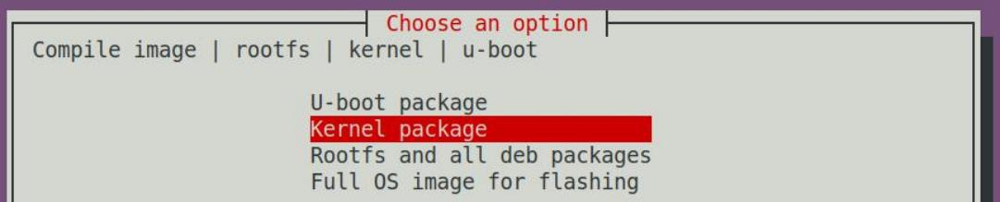 Choose an option
Compile image | rootfs | kernel | u-boot
U-boot package
Kernel package
Rootfs and all deb packages
Full OS image for flashing